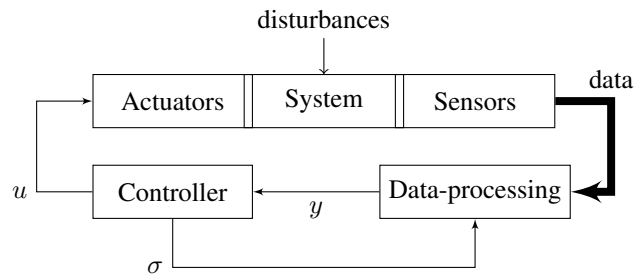 disturbances
data
Actuators
System
Sensors
u
Controller
y
Data-processing
σ